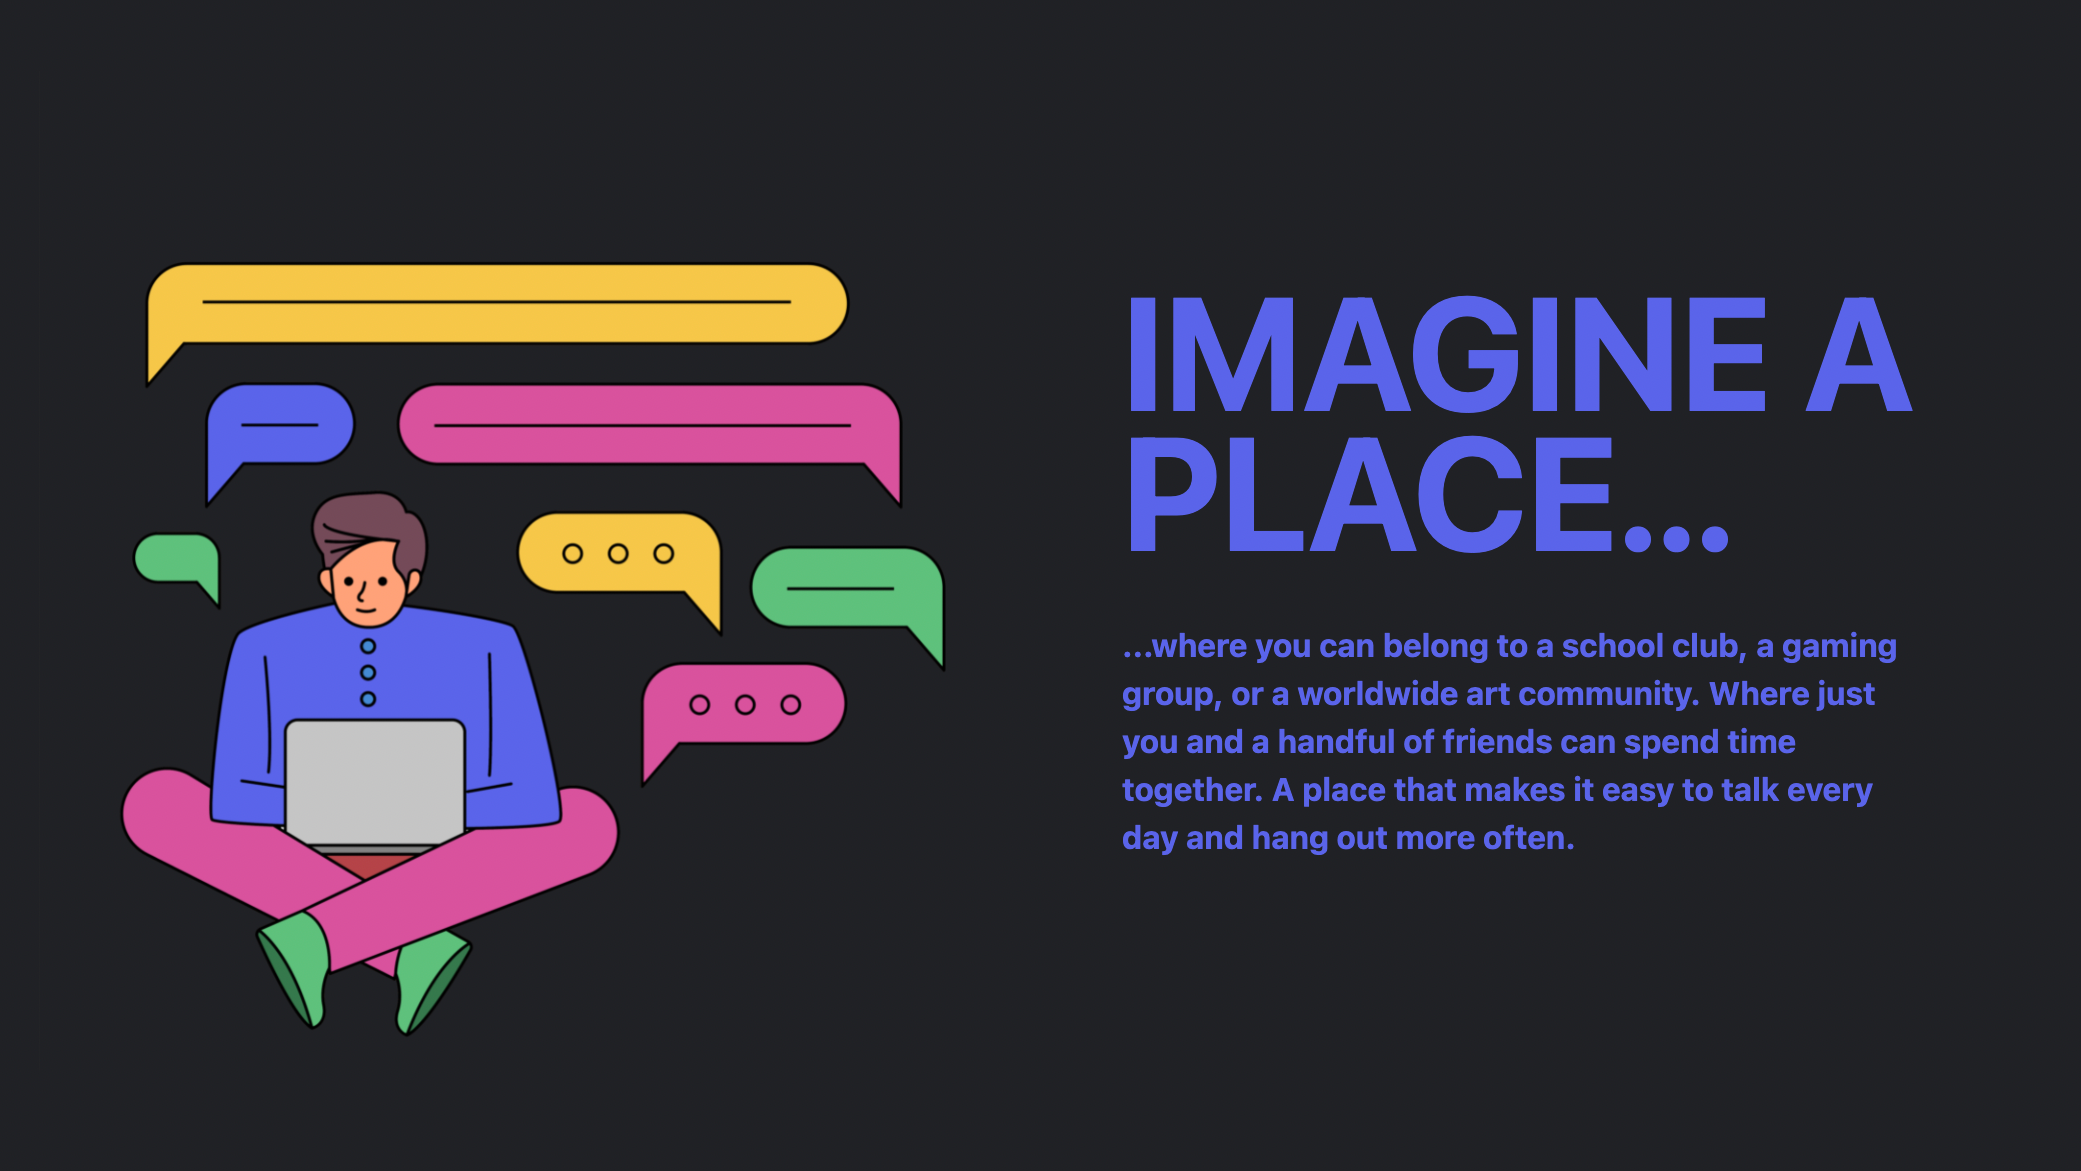 IMAGINE A
PLACE...
...where you can belong to a school club, a gaming
group, or a worldwide art community. Where just
you and a handful of friends can spend time
together. A place that makes it easy to talk every
day and hang out more often.